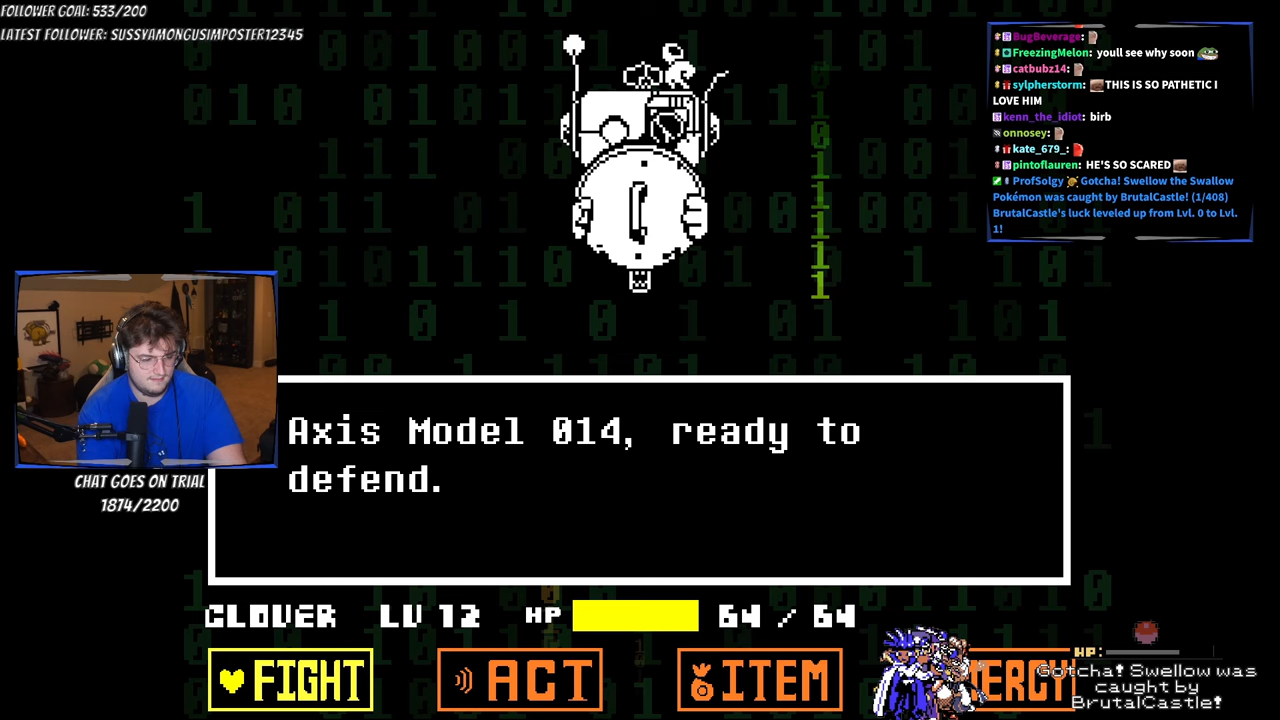 FOLLOWER GOAL: 533/200
LATEST FOLLOWER: SUSSYAMONGUSIMPOSTER12345
BugBeverage:
FreezingMelon: youll see why soon
catbubz14:
sylpherstorm: THIS IS SO PATHETIC I
LOVE HIM
kenn_the_idiot: birb
onnosey:
kate_679_:
pintoflauren: HE'S SO SCARED
ProfSolgy Gotcha! Swellow the Swallow
Pokémon was caught by BrutalCastle! (1/408)
BrutalCastle's luck leveled up from Lvl. 0 to Lvl.
1!
Axis Model 014, ready to
defend.
CHAT GOES ON TRIAL
1874/2200
CLOVER LV 12 HP 64 / 64
FIGHT ACT ITEM MERCY
HP:
Gotcha! Swellow was
caught by
BrutalCastle!